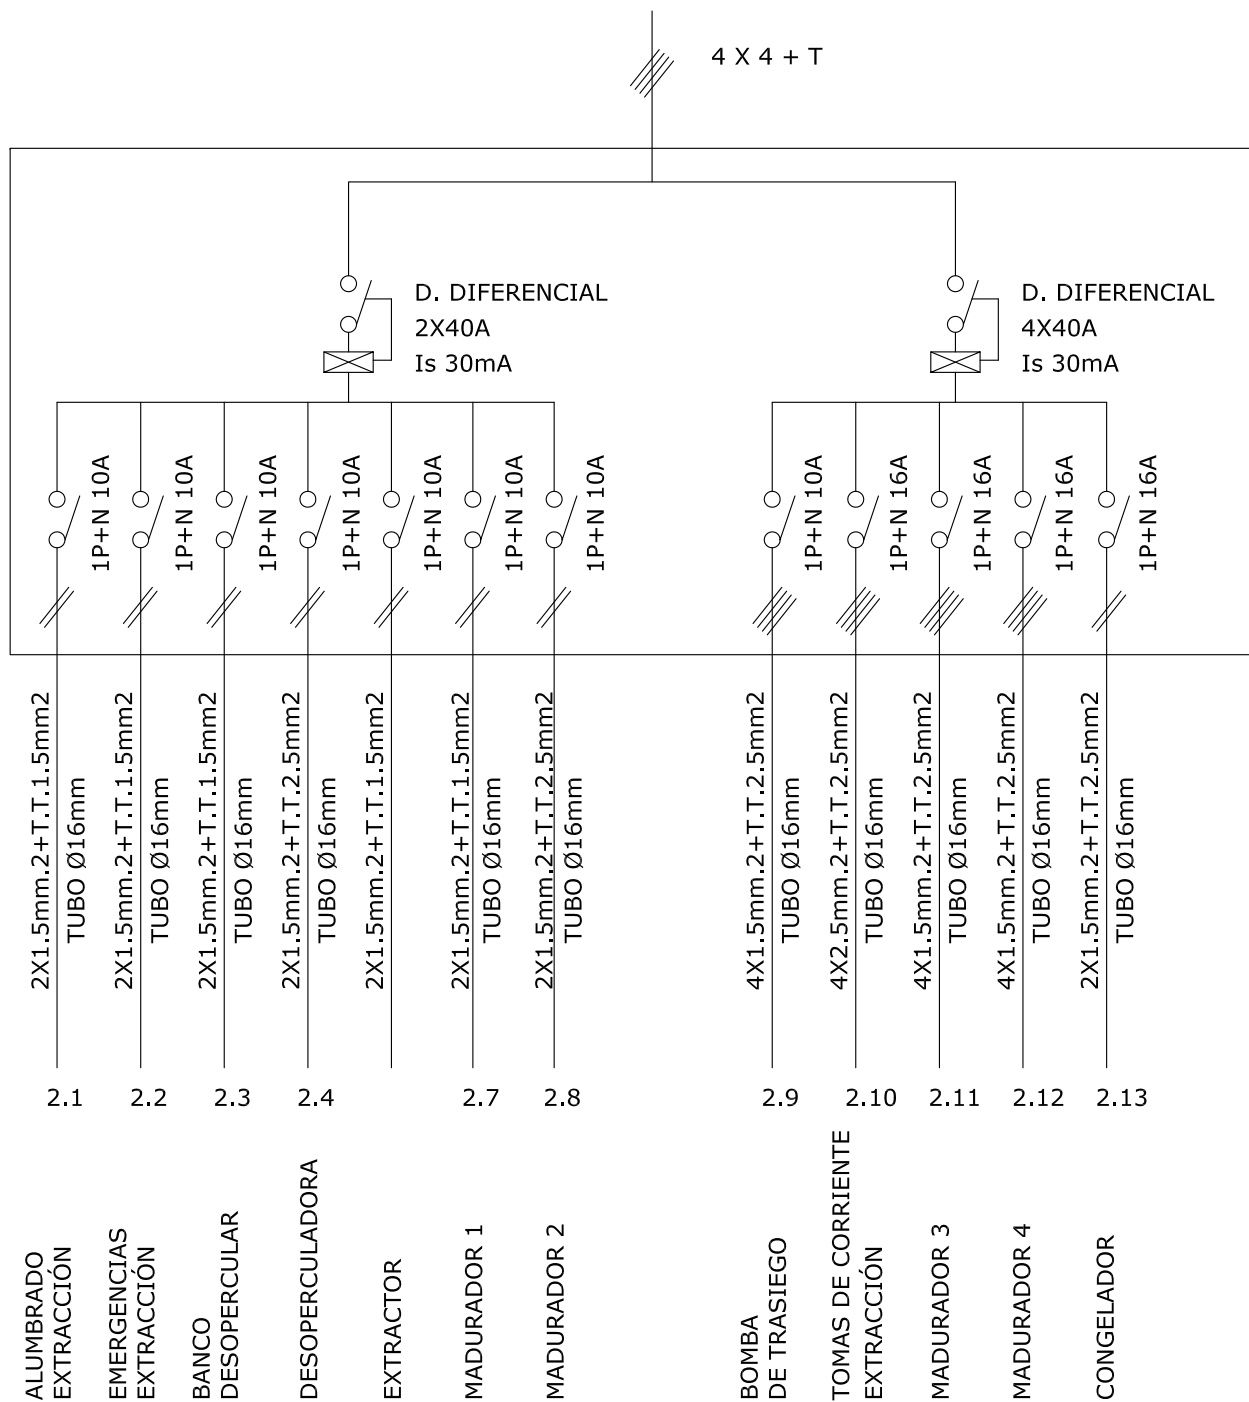 4 X 4 + T
D. DIFERENCIAL
2X40A
Is 30mA
D. DIFERENCIAL
4X40A
Is 30mA
1P+N 10A
1P+N 10A
1P+N 10A
1P+N 10A
1P+N 10A
1P+N 10A
1P+N 10A
1P+N 10A
1P+N 16A
1P+N 16A
1P+N 16A
1P+N 16A
2X1.5mm.2+T.T.1.5mm2
TUBO Ø16mm
2X1.5mm.2+T.T.1.5mm2
TUBO Ø16mm
2X1.5mm.2+T.T.1.5mm2
TUBO Ø16mm
2X1.5mm.2+T.T.2.5mm2
TUBO Ø16mm
2X1.5mm.2+T.T.1.5mm2
2X1.5mm.2+T.T.1.5mm2
TUBO Ø16mm
2X1.5mm.2+T.T.2.5mm2
TUBO Ø16mm
4X1.5mm.2+T.T.2.5mm2
TUBO Ø16mm
4X2.5mm.2+T.T.2.5mm2
TUBO Ø16mm
4X1.5mm.2+T.T.2.5mm2
TUBO Ø16mm
4X1.5mm.2+T.T.2.5mm2
TUBO Ø16mm
2X1.5mm.2+T.T.2.5mm2
TUBO Ø16mm
2.1
2.2
2.3
2.4
2.7
2.8
2.9
2.10
2.11
2.12
2.13
ALUMBRADO
EXTRACCIÓN
EMERGENCIAS
EXTRACCIÓN
BANCO
DESOPERCULAR
DESOPERCULADORA
EXTRACTOR
MADURADOR 1
MADURADOR 2
BOMBA
DE TRASIEGO
TOMAS DE CORRIENTE
EXTRACCIÓN
MADURADOR 3
MADURADOR 4
CONGELADOR